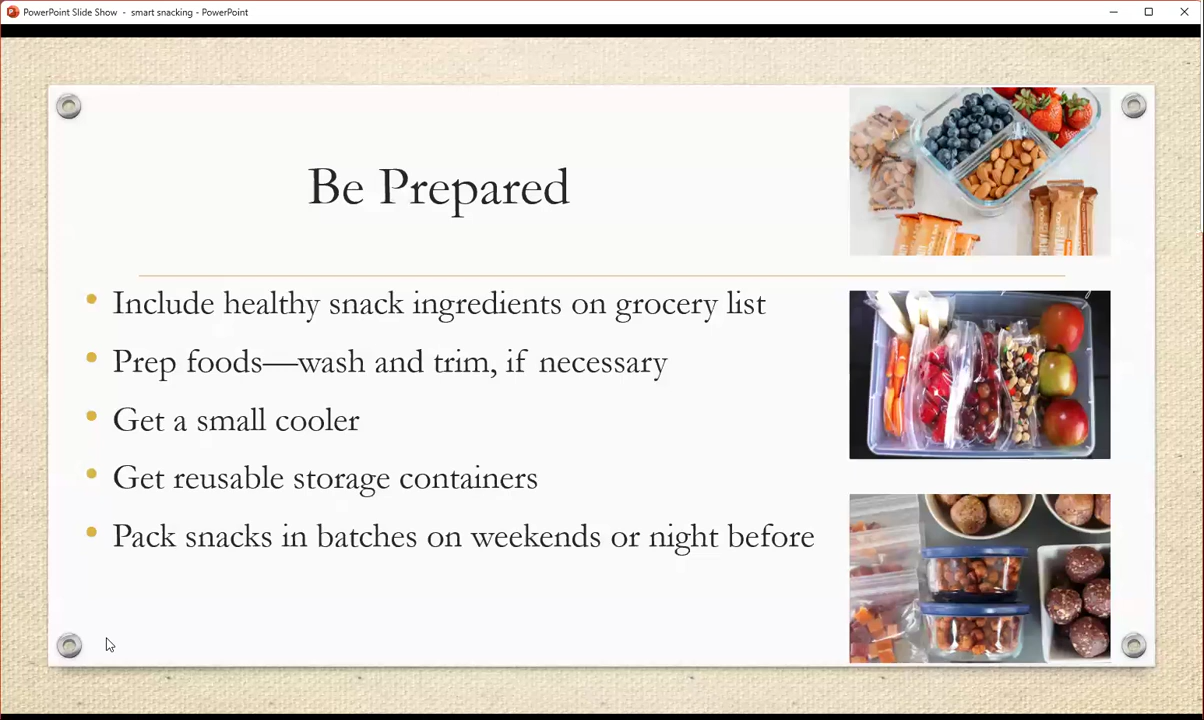 PowerPoint Slide Show - smart snacking - PowerPoint
Be Prepared
Include healthy snack ingredients on grocery list
Prep foods—wash and trim, if necessary
Get a small cooler
Get reusable storage containers
Pack snacks in batches on weekends or night before